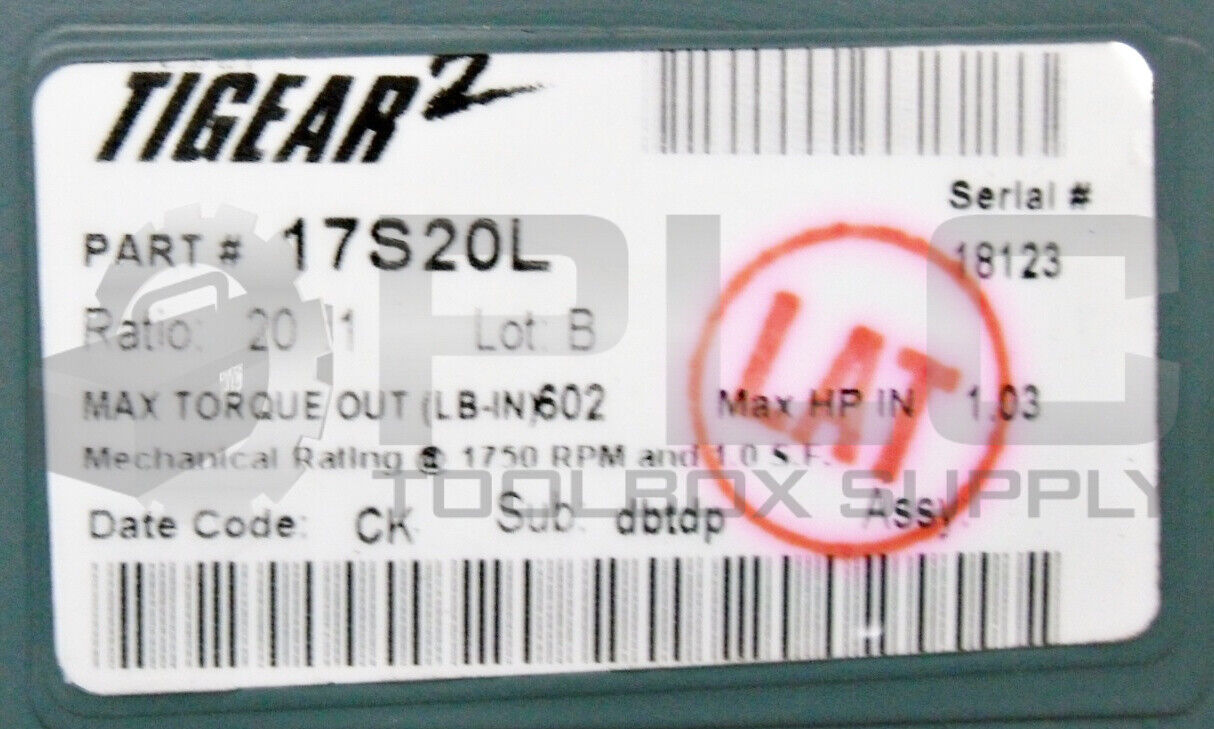 TIGEAR2
Serial #
PART # 17S20L
18123
Ratio: 20 1 Lot: B
MAX TORQUE OUT (LB-IN) 602 Max HP IN 1.03
Mechanical Rating @ 1750 RPM and 1.0 S.F.
Date Code: CK Sub: dbtdp Assy:
LAT
PLC
TOOLBOX SUPPLY